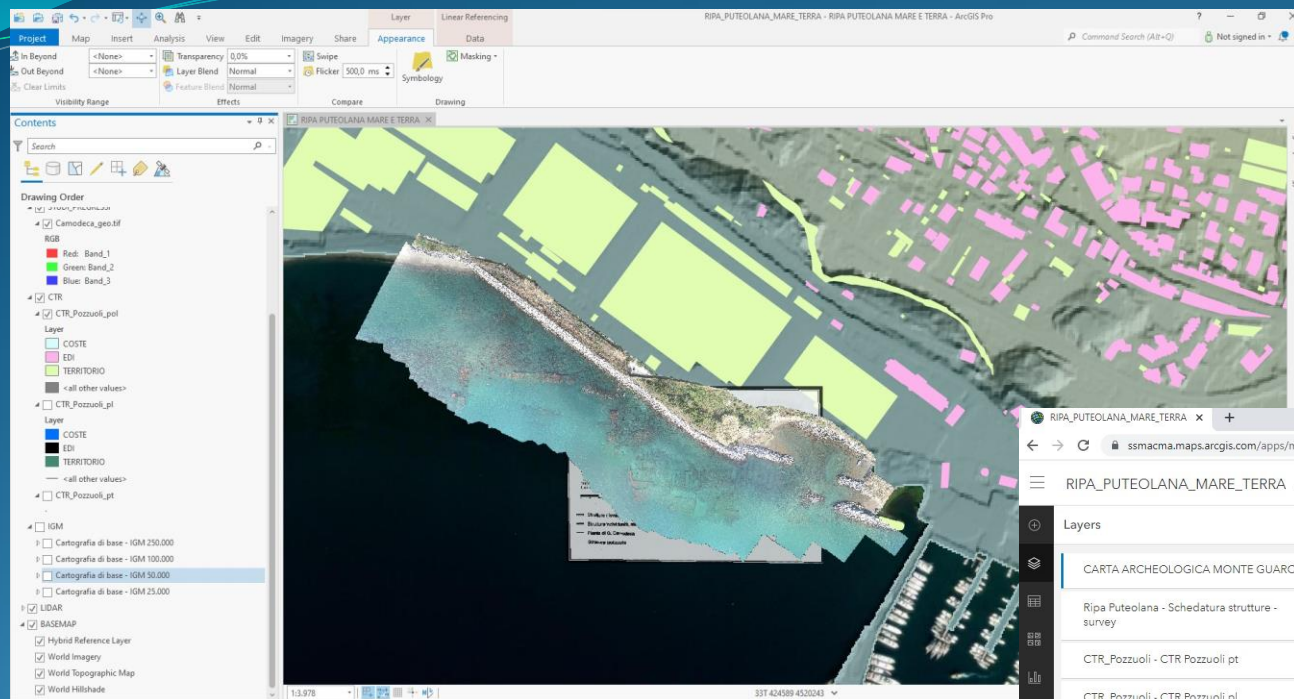 Layer
Linear Referencing
RIPA_PUTEOLANA_MARE_TERRA - RIPA PUTEOLANA MARE E TERRA - ArcGIS Pro
?
Project Map Insert Analysis View Edit Imagery Share Appearance Data
Command Search (Alt+Q)
Not signed in
In Beyond <None>
Out Beyond <None>
Clear Limits
Visibility Range
Transparency 0,0%
Layer Blend Normal
Feature Blend Normal
Effects
Swipe
Flicker 500,0 ms
Compare
Symbology
Masking
Drawing
Contents
RIPA PUTEOLANA MARE E TERRA
Search
Drawing Order
Camodeca_geo.tif
RGB
Red: Band_1
Green: Band_2
Blue: Band_3
CTR
CTR_Pozzuoli_pol
Layer
COSTE
EDI
TERRITORIO
<all other values>
CTR_Pozzuoli_pl
Layer
COSTE
EDI
TERRITORIO
<all other values>
CTR_Pozzuoli_pt
IGM
Cartografia di base - IGM 250.000
Cartografia di base - IGM 100.000
Cartografia di base - IGM 50.000
Cartografia di base - IGM 25.000
LIDAR
BASEMAP
Hybrid Reference Layer
World Imagery
World Topographic Map
World Hillshade
1:3.978
33T 424589 4520243
RIPA_PUTEOLANA_MARE_TERRA
ssmacma.maps.arcgis.com/apps/
RIPA_PUTEOLANA_MARE_TERRA
Layers
CARTA ARCHEOLOGICA MONTE
Ripa Puteolana - Schedatura strutture -
survey
CTR_Pozzuoli - CTR Pozzuoli pt
CTR_Pozzuoli - CTR Pozzuoli pl